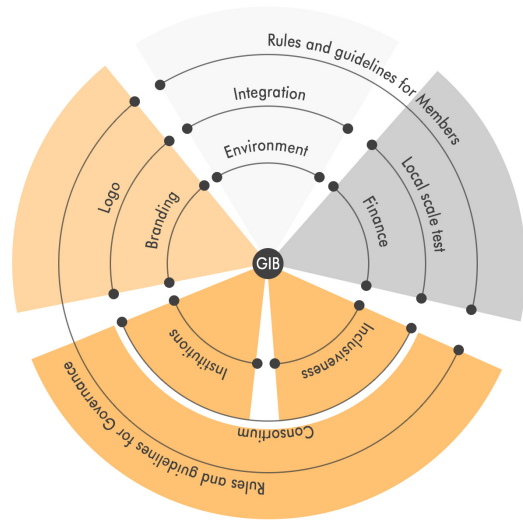 Rules and guidelines for Members
Integration
Environment
Local scale test
Finance
Logo
Branding
GIB
Institutions
Inclusiveness
Consortium
Rules and guidelines for Governance